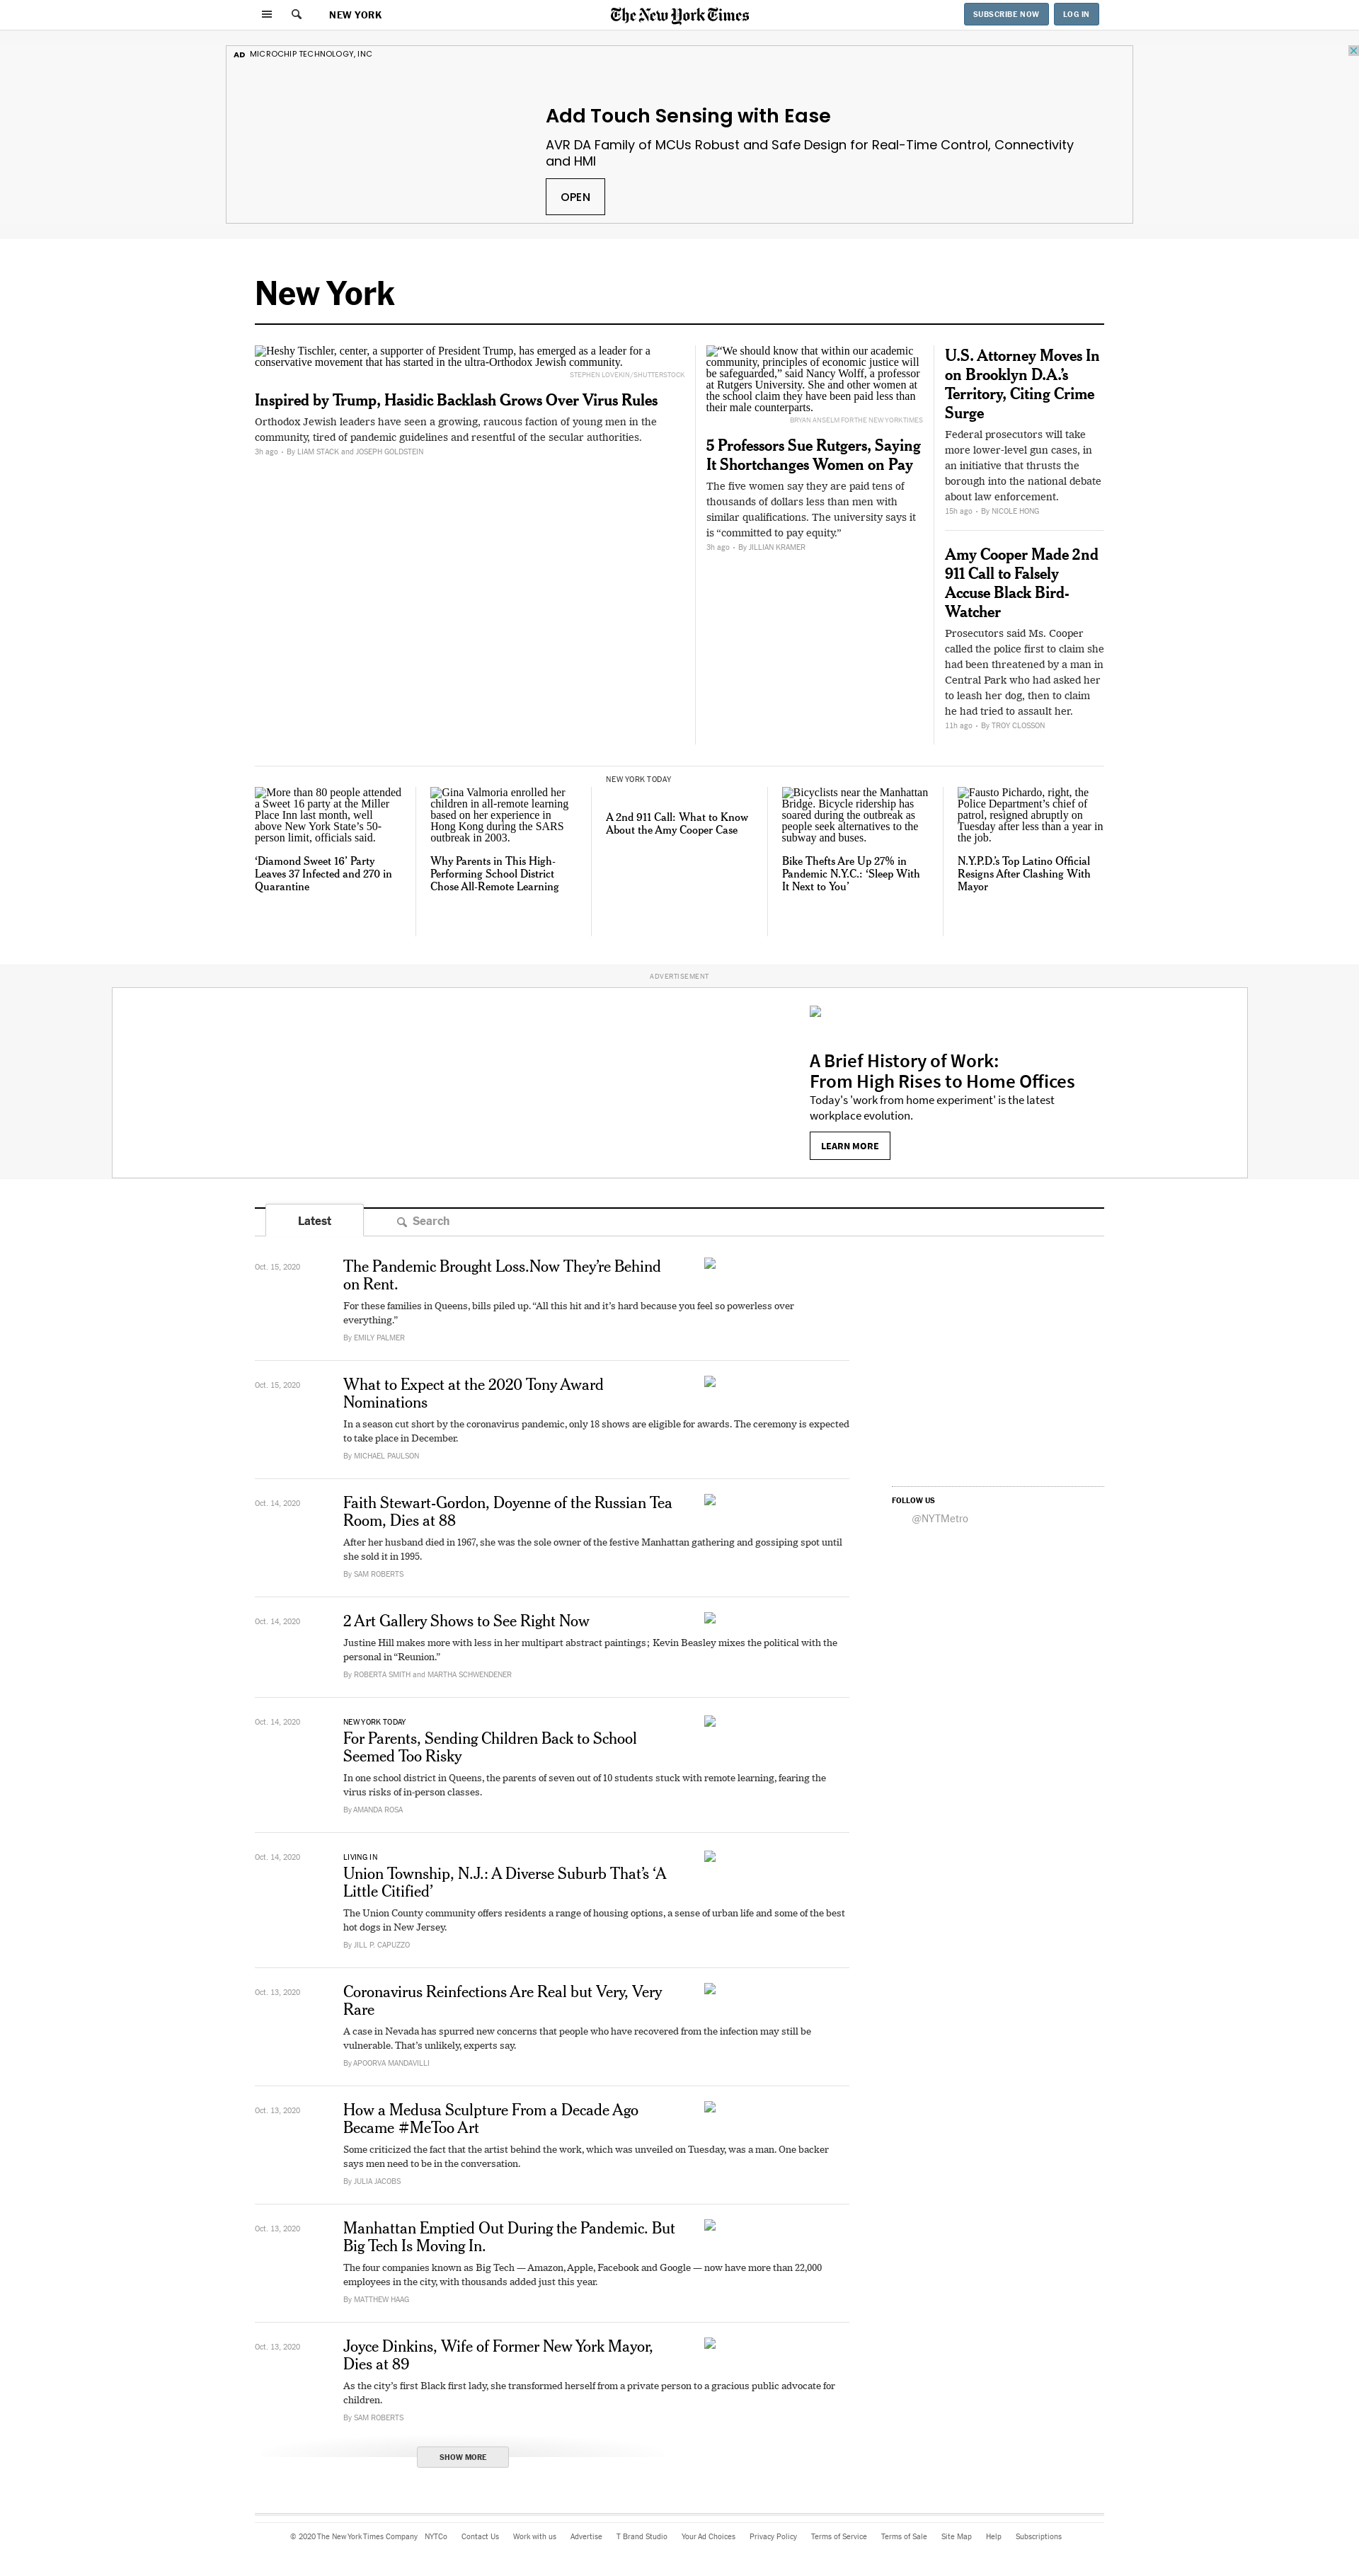 NEW YORK
The New York Times
SUBSCRIBE NOW
LOG IN
AD MICROCHIP TECHNOLOGY, INC
Add Touch Sensing with Ease
AVR DA Family of MCUs Robust and Safe Design for Real-Time Control, Connectivity
and HMI
OPEN
New York
Heshy Tischler, center, a supporter of President Trump, has emerged as a leader for a
conservative movement that has started in the ultra-Orthodox Jewish community.
STEPHEN LOVEKIN/SHUTTERSTOCK
Inspired by Trump, Hasidic Backlash Grows Over Virus Rules
Orthodox Jewish leaders have seen a growing, raucous faction of young men in the
community, tired of pandemic guidelines and resentful of the secular authorities.
3h ago • By LIAM STACK and JOSEPH GOLDSTEIN
“We should know that within our academic
community, principles of economic justice will
be safeguarded,” said Nancy Wolff, a professor
at Rutgers University. She and other women at
the school claim they have been paid less than
their male counterparts.
BRYAN ANSELM FOR THE NEW YORK TIMES
5 Professors Sue Rutgers, Saying
It Shortchanges Women on Pay
The five women say they are paid tens of
thousands of dollars less than men with
similar qualifications. The university says it
is “committed to pay equity.”
3h ago • By JILLIAN KRAMER
U.S. Attorney Moves In
on Brooklyn D.A.’s
Territory, Citing Crime
Surge
Federal prosecutors will take
more lower-level gun cases, in
an initiative that thrusts the
borough into the national debate
about law enforcement.
15h ago • By NICOLE HONG
Amy Cooper Made 2nd
911 Call to Falsely
Accuse Black Bird-
Watcher
Prosecutors said Ms. Cooper
called the police first to claim she
had been threatened by a man in
Central Park who had asked her
to leash her dog, then to claim
he had tried to assault her.
11h ago • By TROY CLOSSON
More than 80 people attended
a Sweet 16 party at the Miller
Place Inn last month, well
above New York State’s 50-
person limit, officials said.
‘Diamond Sweet 16’ Party
Leaves 37 Infected and 270 in
Quarantine
Gina Valmoria enrolled her
children in all-remote learning
based on her experience in
Hong Kong during the SARS
outbreak in 2003.
Why Parents in This High-
Performing School District
Chose All-Remote Learning
NEW YORK TODAY
A 2nd 911 Call: What to Know
About the Amy Cooper Case
Bicyclists near the Manhattan
Bridge. Bicycle ridership has
soared during the outbreak as
people seek alternatives to the
subway and buses.
Bike Thefts Are Up 27% in
Pandemic N.Y.C.: ‘Sleep With
It Next to You’
Fausto Pichardo, right, the
Police Department’s chief of
patrol, resigned abruptly on
Tuesday after less than a year in
the job.
N.Y.P.D.’s Top Latino Official
Resigns After Clashing With
Mayor
ADVERTISEMENT
A Brief History of Work:
From High Rises to Home Offices
Today's 'work from home experiment' is the latest
workplace evolution.
LEARN MORE
Latest
Search
Oct. 15, 2020
The Pandemic Brought Loss.Now They’re Behind
on Rent.
For these families in Queens, bills piled up. “All this hit and it’s hard because you feel so powerless over
everything.”
By EMILY PALMER
Oct. 15, 2020
What to Expect at the 2020 Tony Award
Nominations
In a season cut short by the coronavirus pandemic, only 18 shows are eligible for awards. The ceremony is expected
to take place in December.
By MICHAEL PAULSON
Oct. 14, 2020
Faith Stewart-Gordon, Doyenne of the Russian Tea
Room, Dies at 88
After her husband died in 1967, she was the sole owner of the festive Manhattan gathering and gossiping spot until
she sold it in 1995.
By SAM ROBERTS
FOLLOW US
@NYTMetro
Oct. 14, 2020
2 Art Gallery Shows to See Right Now
Justine Hill makes more with less in her multipart abstract paintings; Kevin Beasley mixes the political with the
personal in “Reunion.”
By ROBERTA SMITH and MARTHA SCHWENDENER
Oct. 14, 2020
NEW YORK TODAY
For Parents, Sending Children Back to School
Seemed Too Risky
In one school district in Queens, the parents of seven out of 10 students stuck with remote learning, fearing the
virus risks of in-person classes.
By AMANDA ROSA
Oct. 14, 2020
LIVING IN
Union Township, N.J.: A Diverse Suburb That’s ‘A
Little Citified’
The Union County community offers residents a range of housing options, a sense of urban life and some of the best
hot dogs in New Jersey.
By JILL P. CAPUZZO
Oct. 13, 2020
Coronavirus Reinfections Are Real but Very, Very
Rare
A case in Nevada has spurred new concerns that people who have recovered from the infection may still be
vulnerable. That’s unlikely, experts say.
By APOORVA MANDAVILLI
Oct. 13, 2020
How a Medusa Sculpture From a Decade Ago
Became #MeToo Art
Some criticized the fact that the artist behind the work, which was unveiled on Tuesday, was a man. One backer
says men need to be in the conversation.
By JULIA JACOBS
Oct. 13, 2020
Manhattan Emptied Out During the Pandemic. But
Big Tech Is Moving In.
The four companies known as Big Tech — Amazon, Apple, Facebook and Google — now have more than 22,000
employees in the city, with thousands added just this year.
By MATTHEW HAAG
Oct. 13, 2020
Joyce Dinkins, Wife of Former New York Mayor,
Dies at 89
As the city’s first Black first lady, she transformed herself from a private person to a gracious public advocate for
children.
By SAM ROBERTS
SHOW MORE
© 2020 The New York Times Company NYTCo Contact Us Work with us Advertise T Brand Studio Your Ad Choices Privacy Policy Terms of Service Terms of Sale Site Map Help Subscriptions